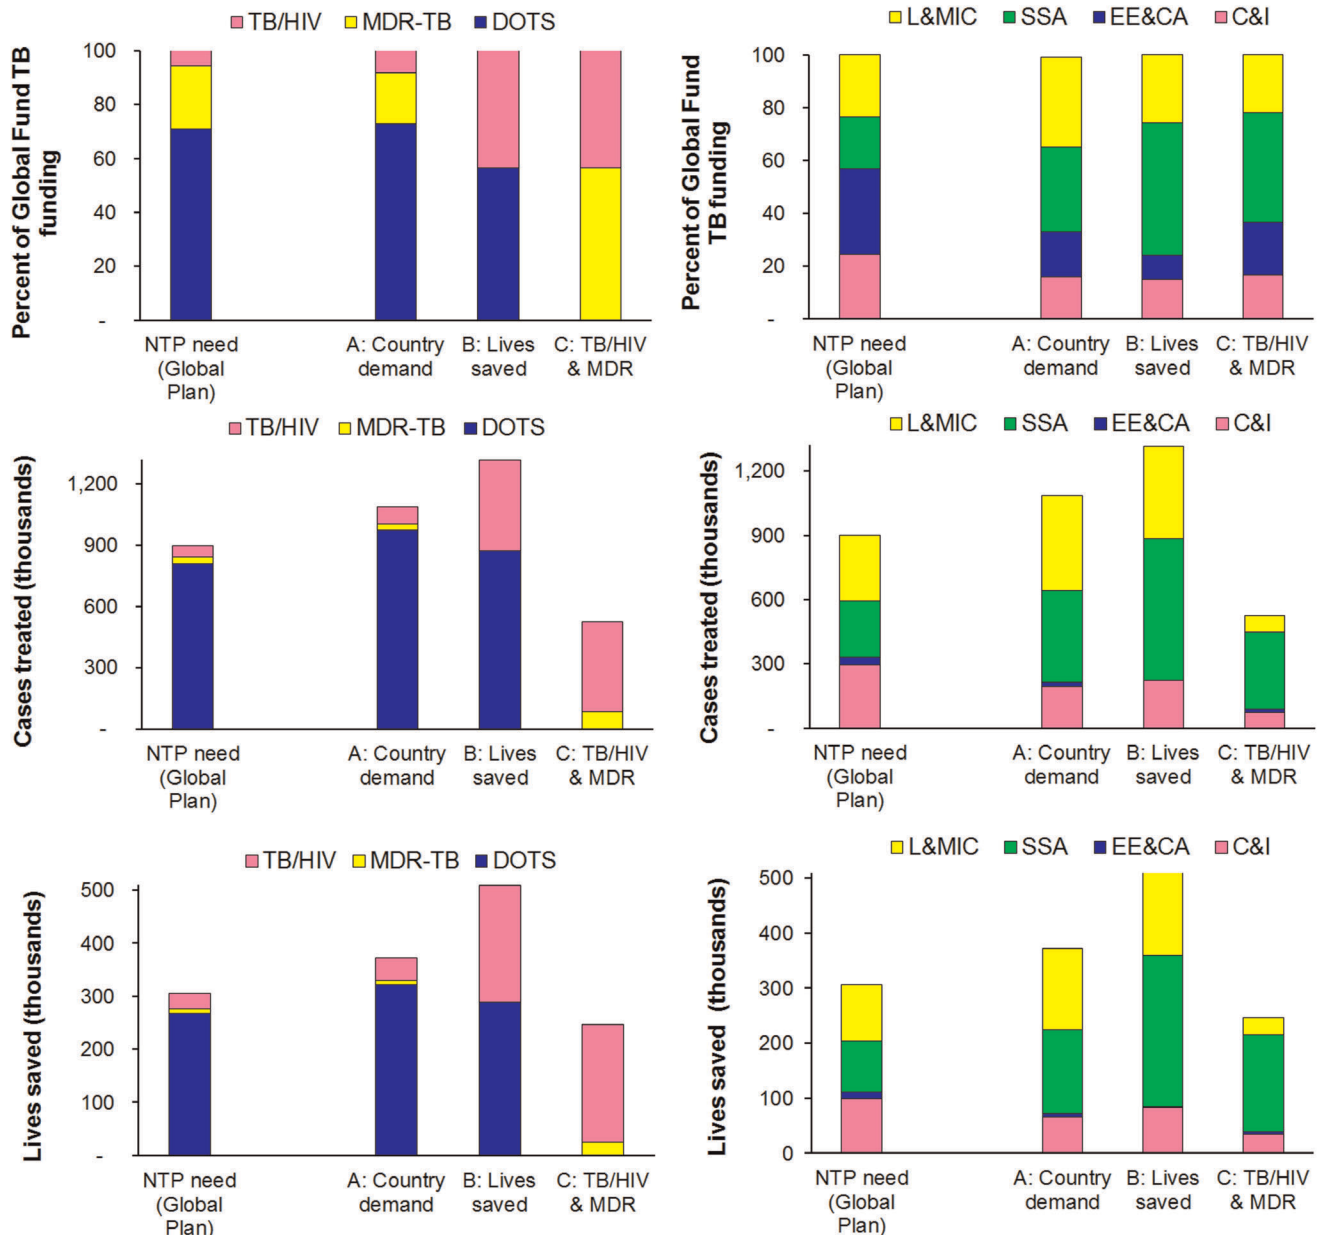 TB/HIV MDR-TB DOTS
Percent of Global Fund TB
funding
100
80
60
40
20
-
NTP need
(Global
Plan)
A: Country
demand
B: Lives
saved
C: TB/HIV
& MDR
L&MIC SSA EE&CA C&I
Percent of Global Fund
TB funding
100
80
60
40
20
-
NTP need
(Global
Plan)
A: Country
demand
B: Lives
saved
C: TB/HIV
& MDR
TB/HIV MDR-TB DOTS
Cases treated (thousands)
1,200
900
600
300
-
NTP need
(Global
Plan)
A: Country
demand
B: Lives
saved
C: TB/HIV
& MDR
L&MIC SSA EE&CA C&I
Cases treated (thousands)
1,200
900
600
300
-
NTP need
(Global
Plan)
A: Country
demand
B: Lives
saved
C: TB/HIV
& MDR
TB/HIV MDR-TB DOTS
Lives saved (thousands)
500
400
300
200
100
-
NTP need
(Global
Plan)
A: Country
demand
B: Lives
saved
C: TB/HIV
& MDR
L&MIC SSA EE&CA C&I
Lives saved (thousands)
500
400
300
200
100
0
NTP need
(Global
Plan)
A: Country
demand
B: Lives
saved
C: TB/HIV
& MDR